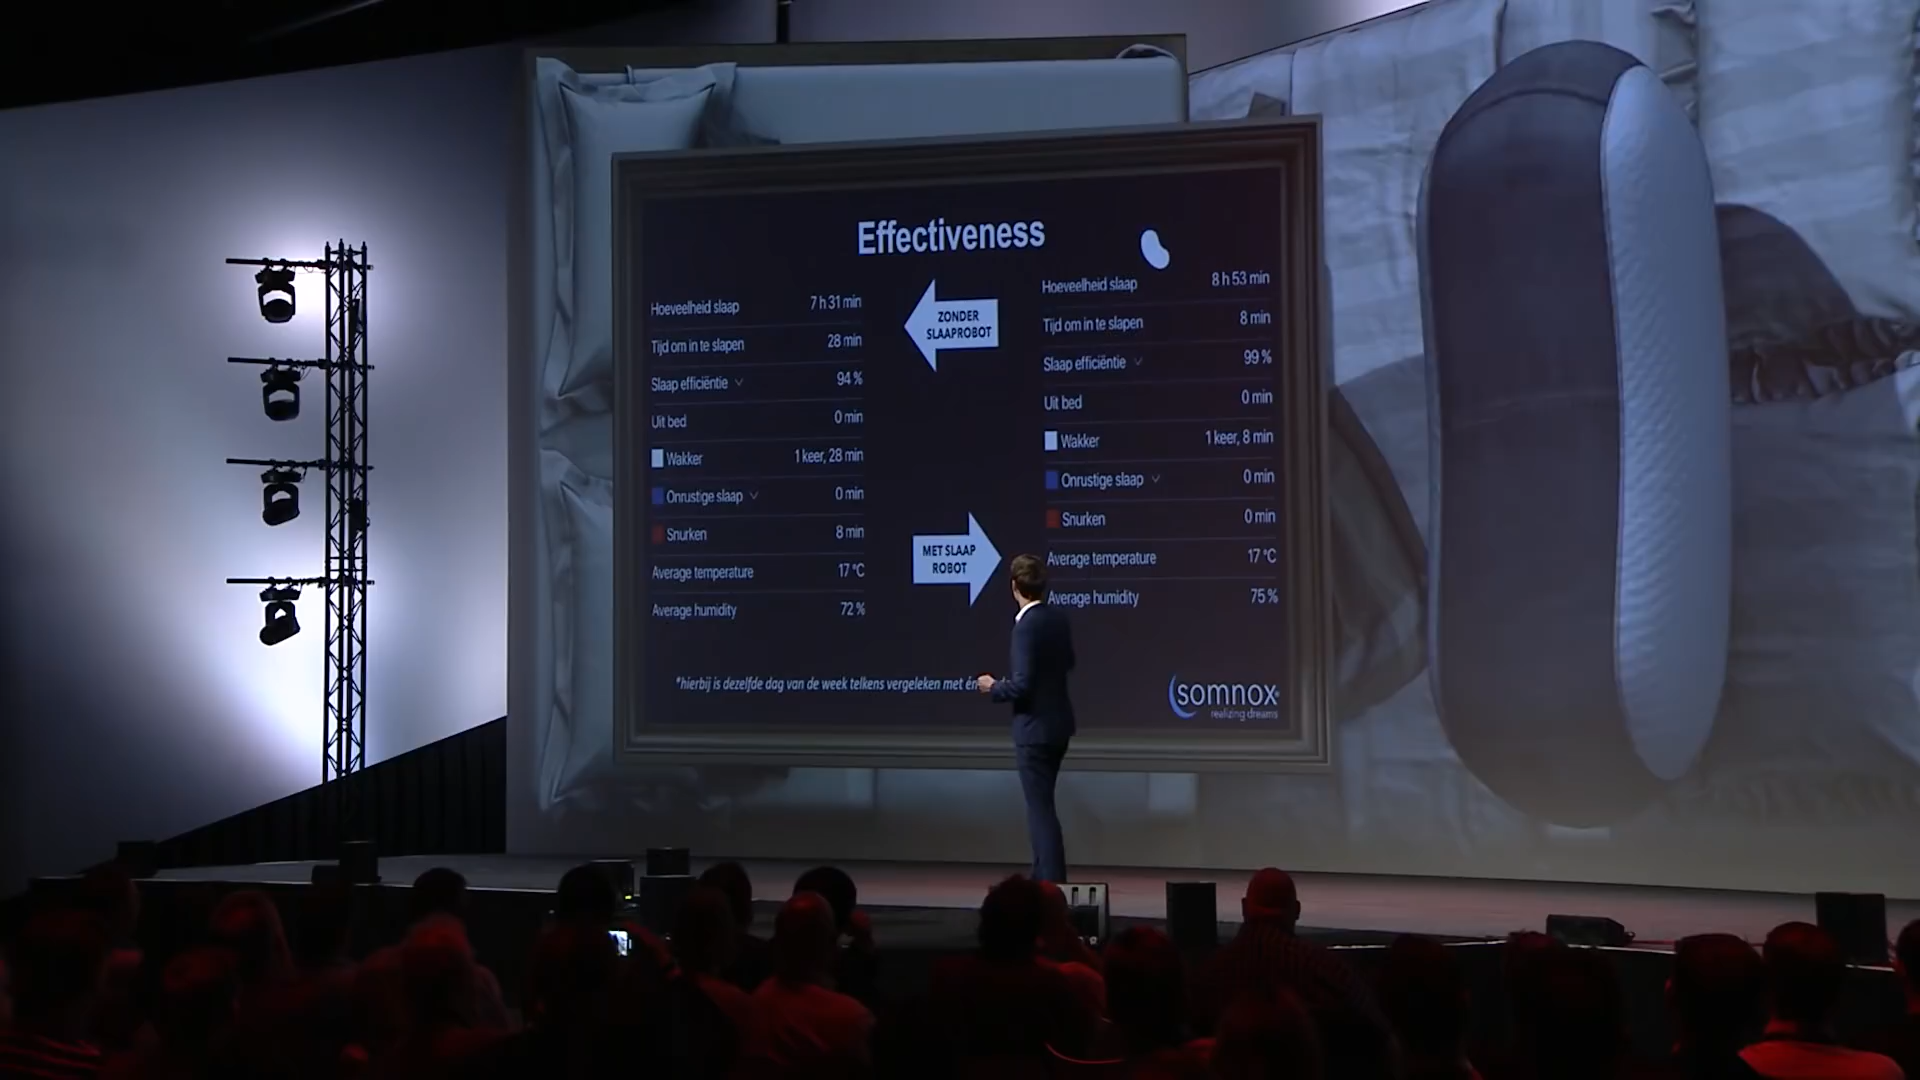 Effectiveness
Hoeveelheid slaap 7 h 31 min
Tijd om in te slapen 28 min
Slaap efficiëntie 94 %
Uit bed 0 min
Wakker 1 keer, 28 min
Onrustige slaap 0 min
Snurken 8 min
Average temperature 17 °C
Average humidity 72 %
ZONDER
SLAAPROBOT
MET SLAAP
ROBOT
Hoeveelheid slaap 8 h 53 min
Tijd om in te slapen 8 min
Slaap efficiëntie 99 %
Uit bed 0 min
Wakker 1 keer, 8 min
Onrustige slaap 0 min
Snurken 0 min
Average temperature 17 °C
Average humidity 75 %
*hierbij is dezelfde dag van de week telkens vergeleken met
somnox
realizing dreams